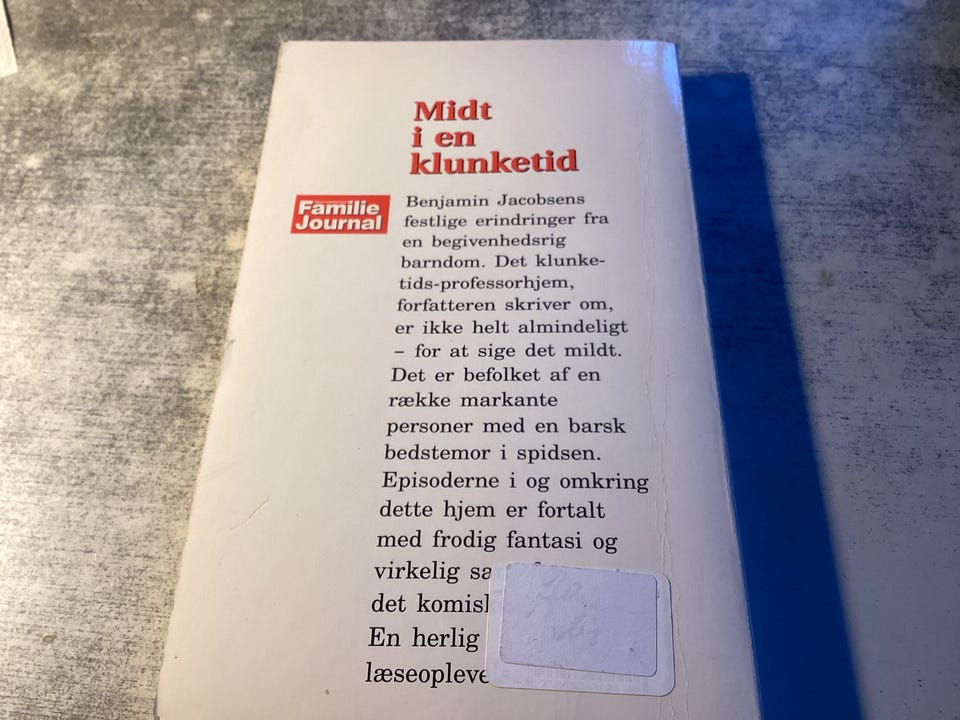 Midt
i en
klunketid
Familie
Journal
Benjamin Jacobsens
festlige erindringer fra
en begivenhedsrig
barndom. Det klunke-
tids-professorhjem,
forfatteren skriver om,
er ikke helt almindeligt
– for at sige det mildt.
Det er befolket af en
række markante
personer med en barsk
bedstemor i spidsen.
Episoderne i og omkring
dette hjem er fortalt
med frodig fantasi og
virkelig
det
En herlig